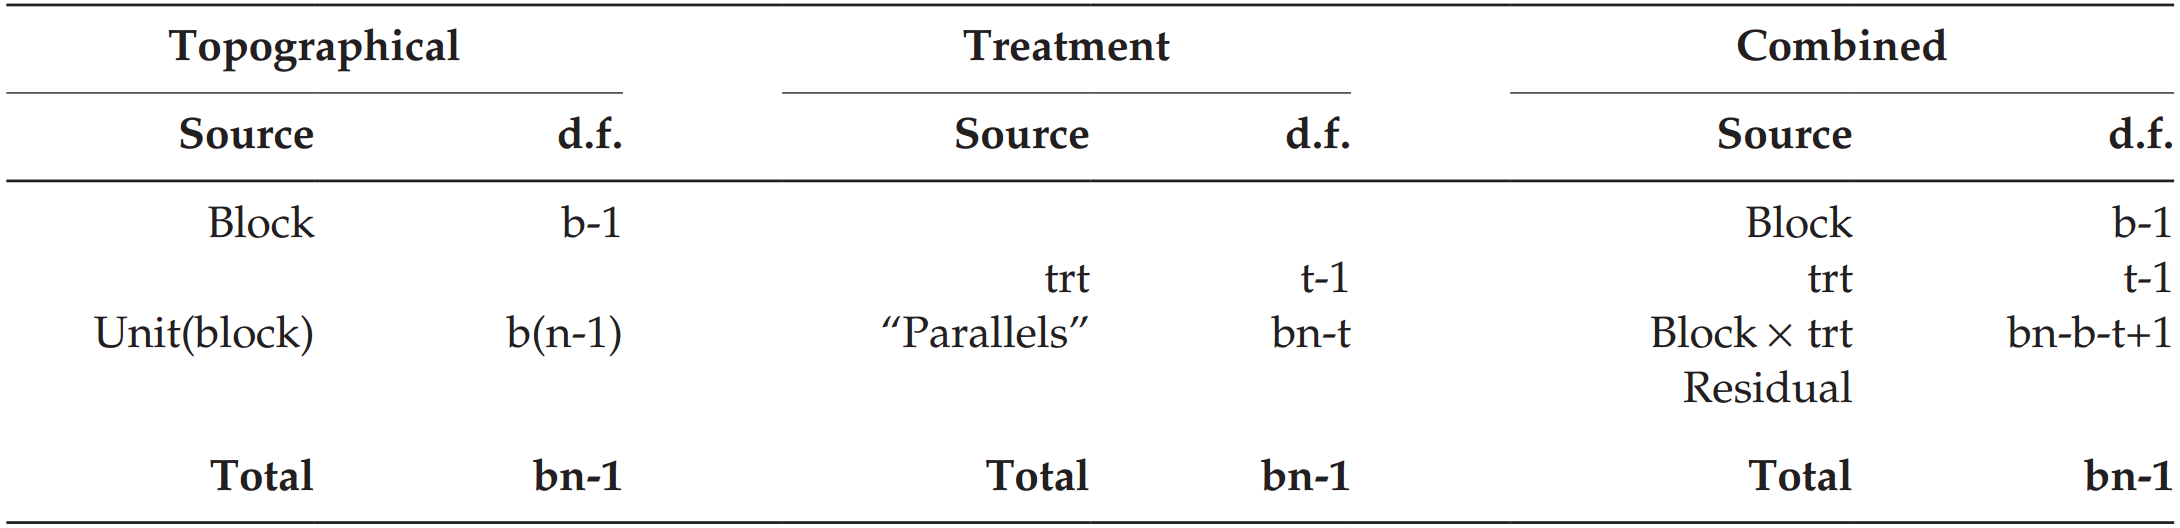 Topographical Treatment Combined
Source d.f. Source d.f. Source d.f.
Block b-1 Block b-1
trt t-1 trt t-1
Unit(block) b(n-1) “Parallels” bn-t Block × trt bn-b-t+1
Residual
Total bn-1 Total bn-1 Total bn-1